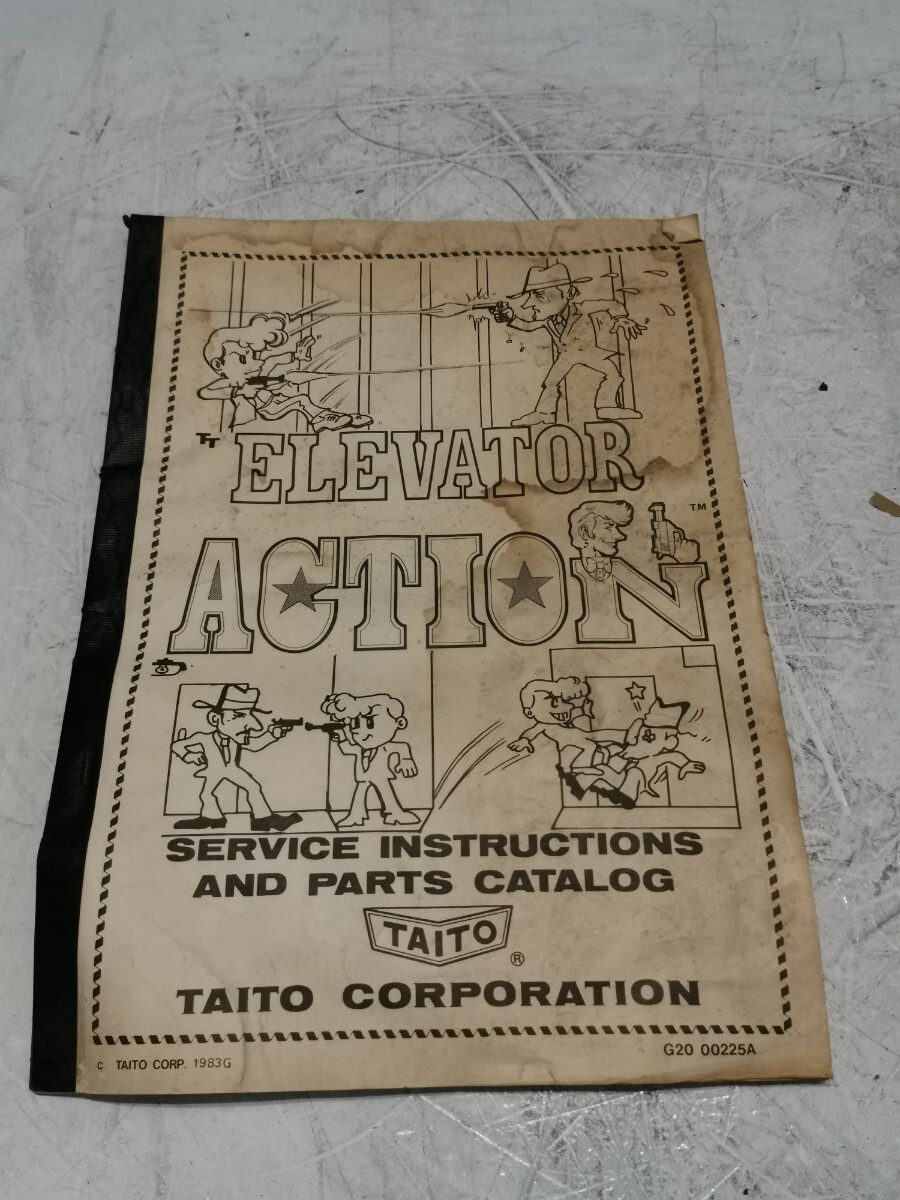 ELEVATOR
TM
ACTION
SERVICE INSTRUCTIONS
AND PARTS CATALOG
TAITO
®
TAITO CORPORATION
C TAITO CORP. 1983G
G20 00225A